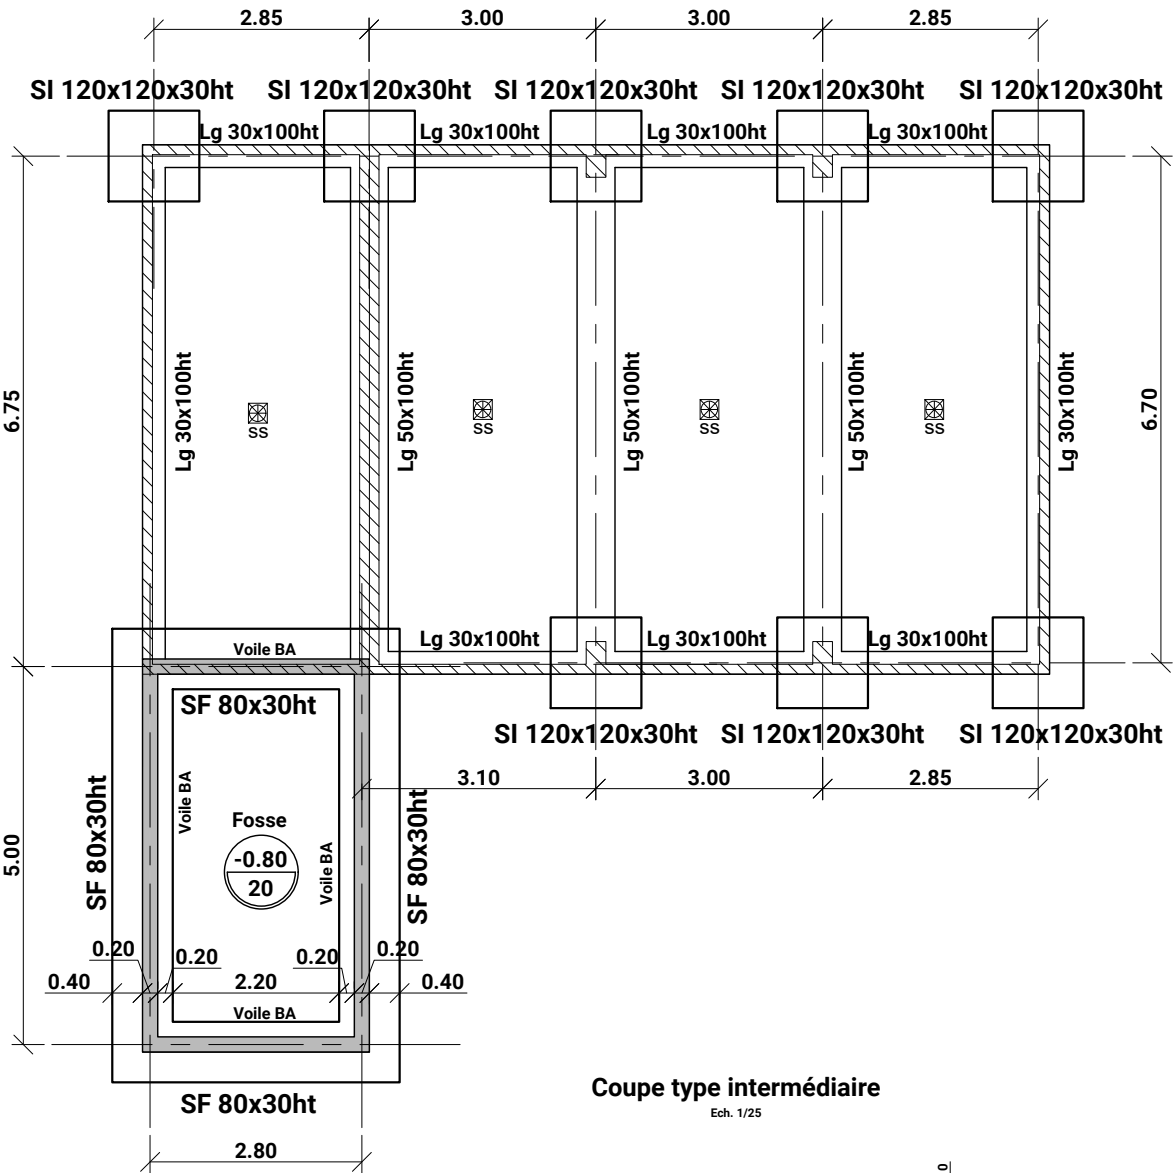 2.85 3.00 3.00 2.85
SI 120x120x30ht SI 120x120x30ht SI 120x120x30ht SI 120x120x30ht SI 120x120x30ht
Lg 30x100ht Lg 30x100ht Lg 30x100ht Lg 30x100ht
6.75
6.70
Lg 30x100ht
Lg 50x100ht
Lg 50x100ht
Lg 50x100ht
Lg 30x100ht
SS SS SS SS
Lg 30x100ht Lg 30x100ht Lg 30x100ht
Voile BA
SF 80x30ht
SI 120x120x30ht SI 120x120x30ht SI 120x120x30ht
3.10 3.00 2.85
5.00
SF 80x30ht
Voile BA
Fosse
-0.80
20
Voile BA
SF 80x30ht
0.20 0.20 0.20 0.20
0.40 2.20 0.40
Voile BA
SF 80x30ht
2.80
Coupe type intermédiaire
Ech. 1/25
0